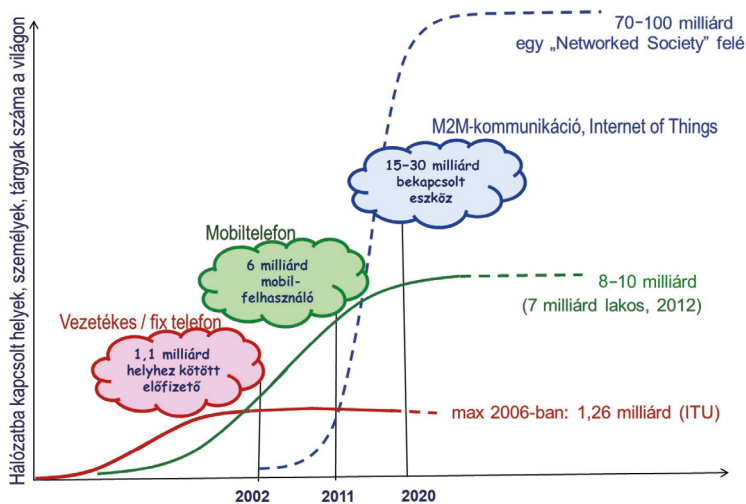 Hálózatba kapcsolt helyek, személyek, tárgyak száma a világon
70–100 milliárd
egy „Networked Society” felé
M2M-kommunikáció, Internet of Things
15–30 milliárd
bekapcsolt
eszköz
Mobiltelefon
6 milliárd
mobil-
felhasználó
8–10 milliárd
(7 milliárd lakos, 2012)
Vezetékes / fix telefon
1,1 milliárd
helyhez kötött
előfizető
max 2006-ban: 1,26 milliárd (ITU)
2002
2011
2020